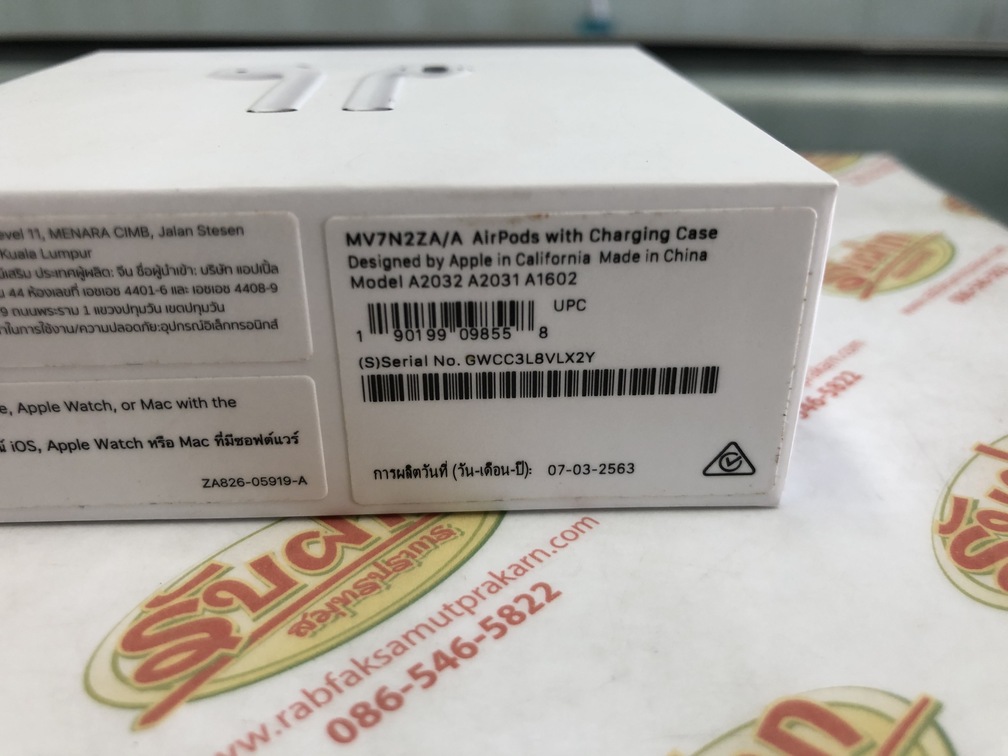 evel 11, MENARA CIMB, Jalan Stesen
Kuala Lumpur
ประเทศผู้ผลิต: จีน ชื่อผู้นำเข้า: บริษัท แอปเปิ้ล
44 ห้องเลขที่ เอชเอช 4401-6 และ เอชเอช 4408-9
9 ถนนพระราม 1 แขวงปทุมวัน เขตปทุมวัน
ในการใช้งาน/ความปลอดภัย:อุปกรณ์อิเล็กทรอนิกส์
e, Apple Watch, or Mac with the
iOS, Apple Watch หรือ Mac ที่มีซอฟต์แวร์
ZA826-05919-A
MV7N2ZA/A AirPods with Charging Case
Designed by Apple in California Made in China
Model A2032 A2031 A1602
UPC
1 90199 09855 8
(S)Serial No. GWCC3L8VLX2Y
การผลิตวันที่ (วัน-เดือน-ปี): 07-03-2563
รับฝาก
สมุทรปราการ
www.rabfaksamutprakarn.com
086-546-5822